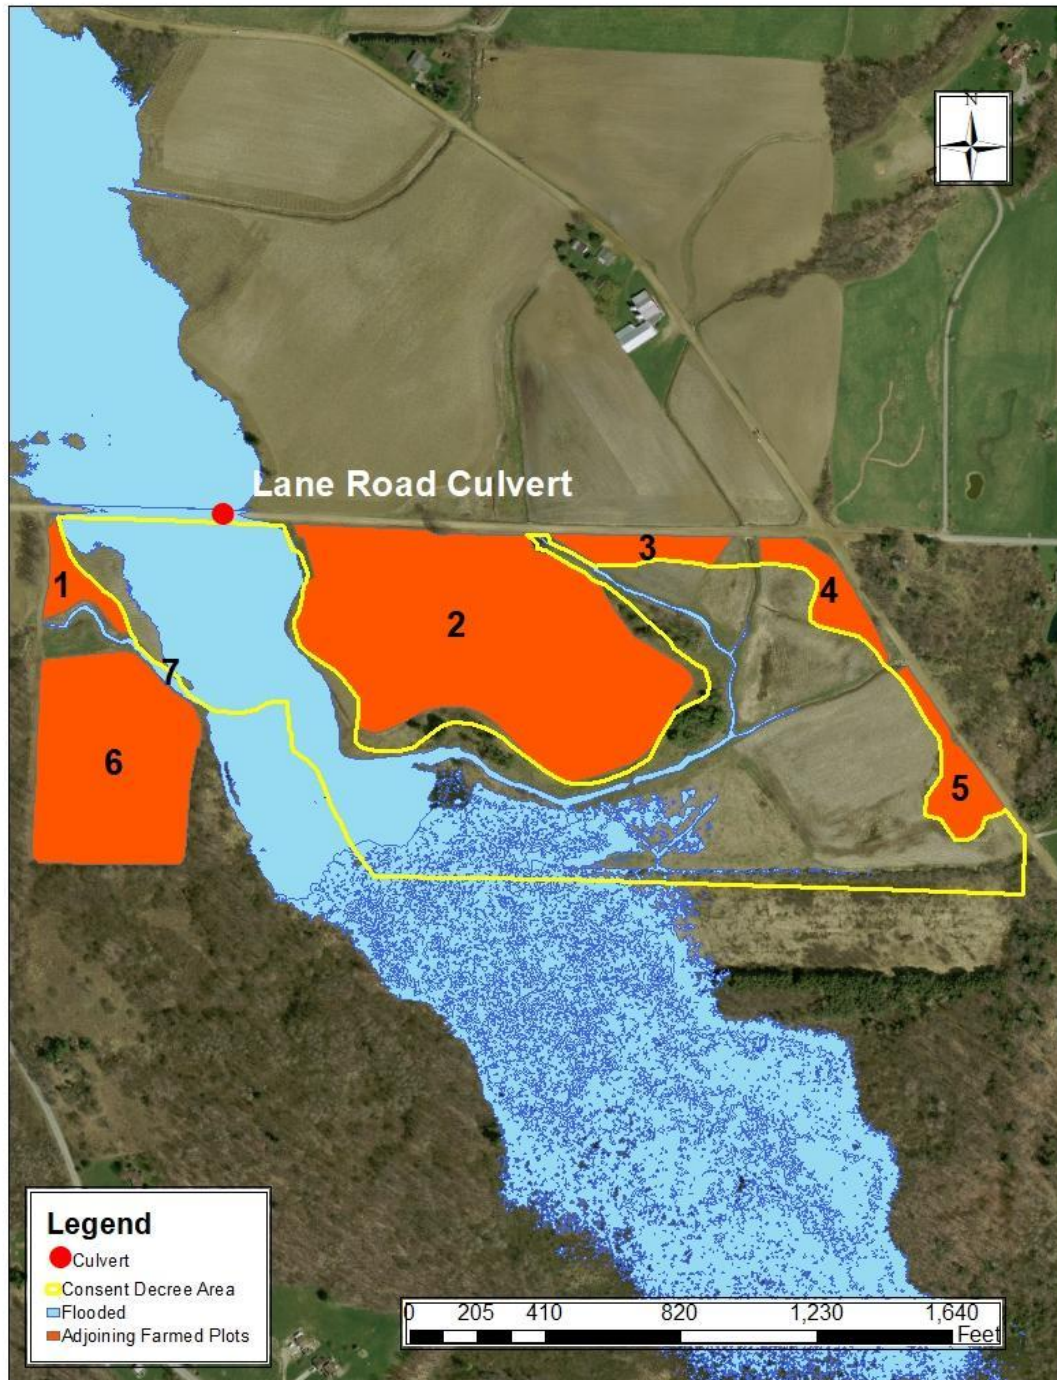 N
Lane Road Culvert
1
2
3
4
5
6
7
Legend
Culvert
Consent Decree Area
Flooded
Adjoining Farmed Plots
0 205 410 820 1,230 1,640
Feet